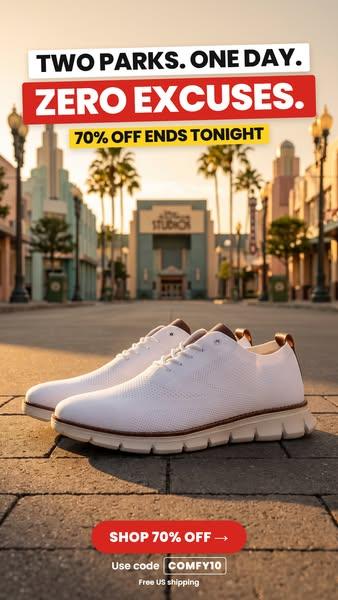 TWO PARKS. ONE DAY.
ZERO EXCUSES.
70% OFF ENDS TONIGHT
STUDIOS
SHOP 70% OFF →
Use code COMFY10
Free US shipping